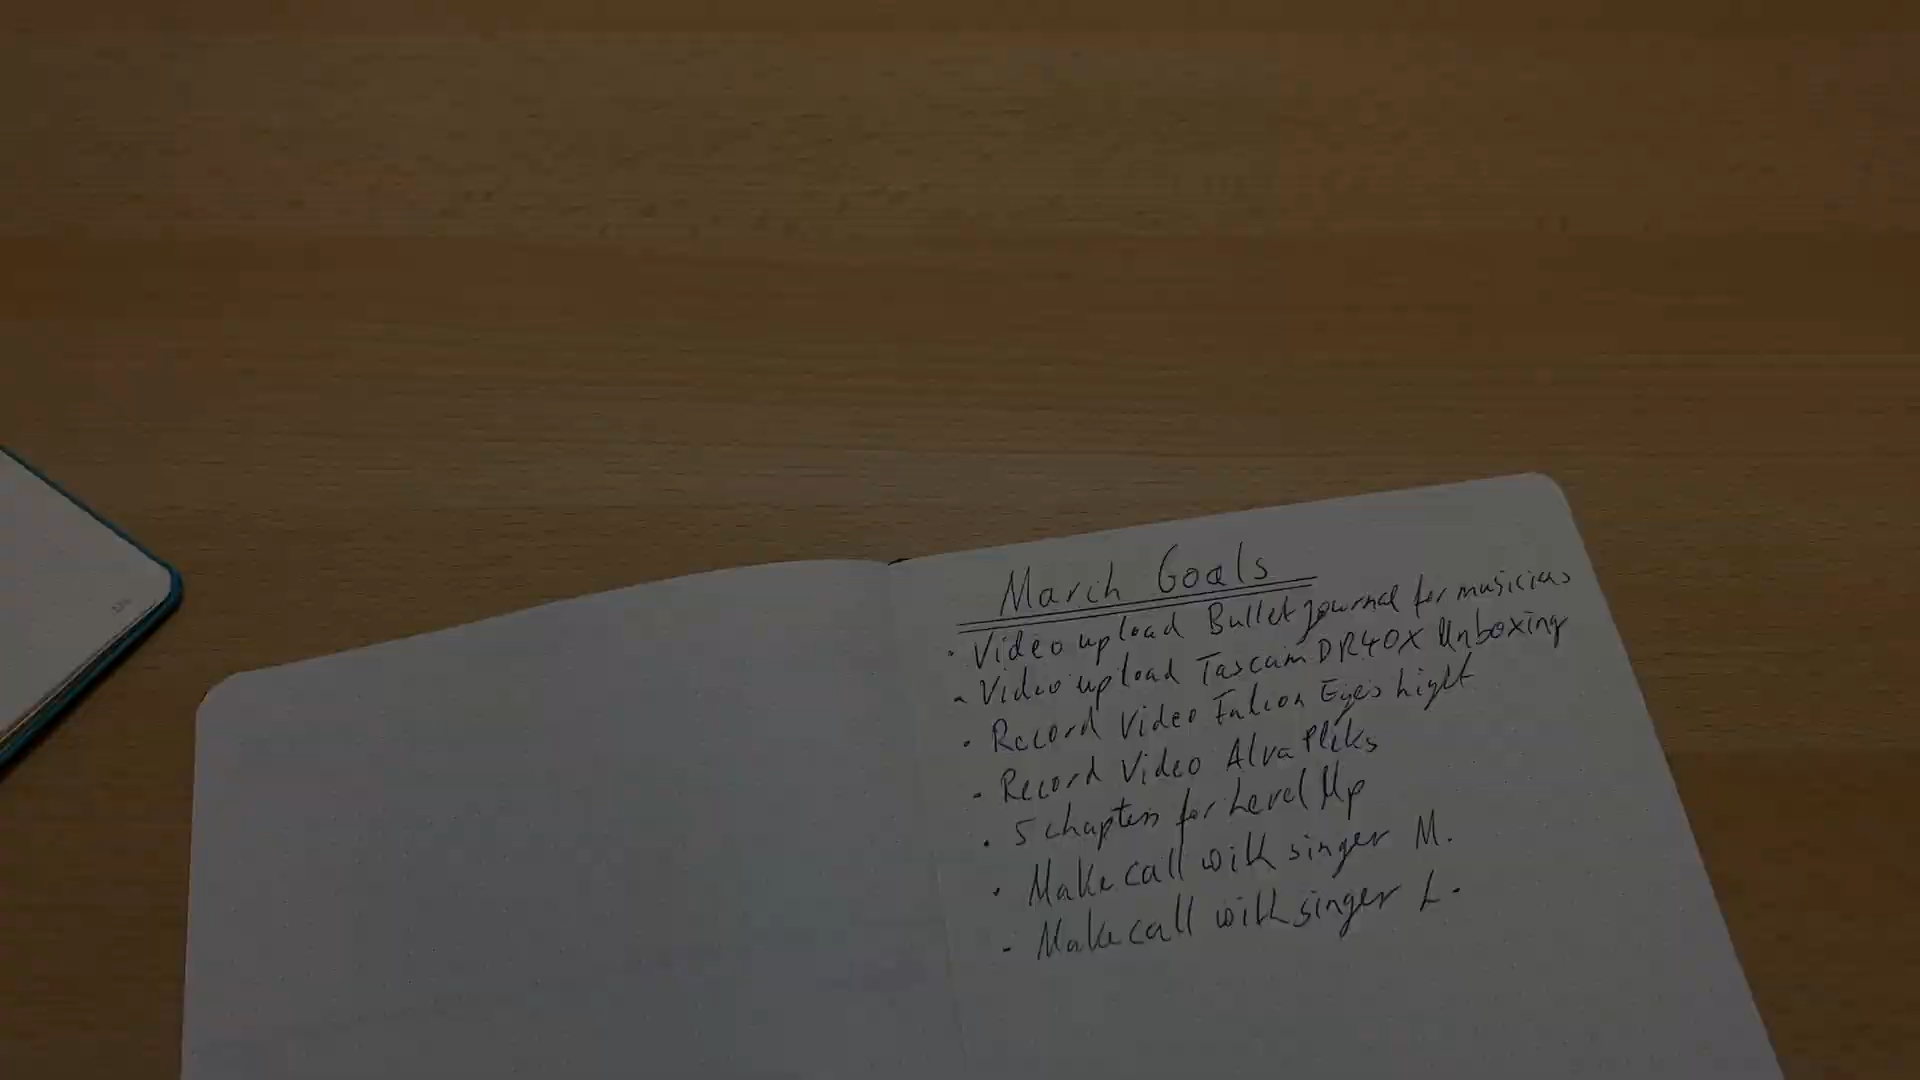 March Goals
· Video upload Bullet journal for musicians
- Video upload Tascam DR40X Unboxing
· Record Video Falcon Eyes Light
- Record Video Alva Pliks
· 5 chapters for Level Up
· Make call with singer M.
- Make call with singer L.